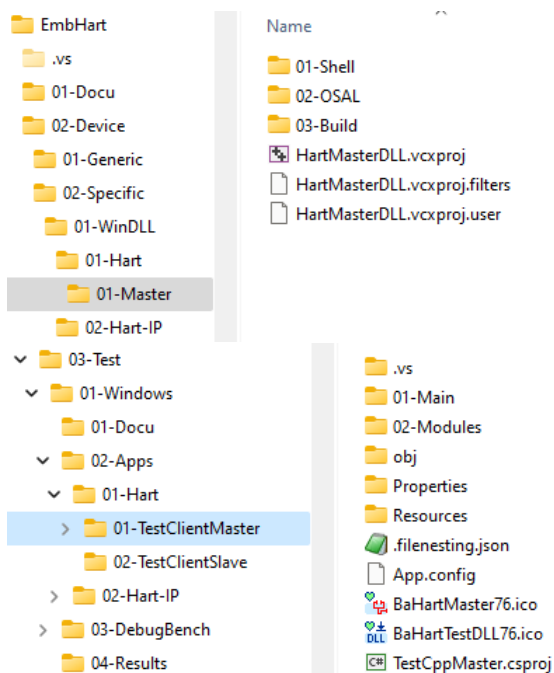 EmbHart
.vs
01-Docu
02-Device
01-Generic
02-Specific
01-WinDLL
01-Hart
01-Master
02-Hart-IP
Name
01-Shell
02-OSAL
03-Build
HartMasterDLL.vcxproj
HartMasterDLL.vcxproj.filters
HartMasterDLL.vcxproj.user
03-Test
01-Windows
01-Docu
02-Apps
01-Hart
01-TestClientMaster
02-TestClientSlave
02-Hart-IP
03-DebugBench
04-Results
.vs
01-Main
02-Modules
obj
Properties
Resources
.filenesting.json
App.config
BaHartMaster76.ico
DLL BaHartTestDLL76.ico
C# TestCppMaster.csproj